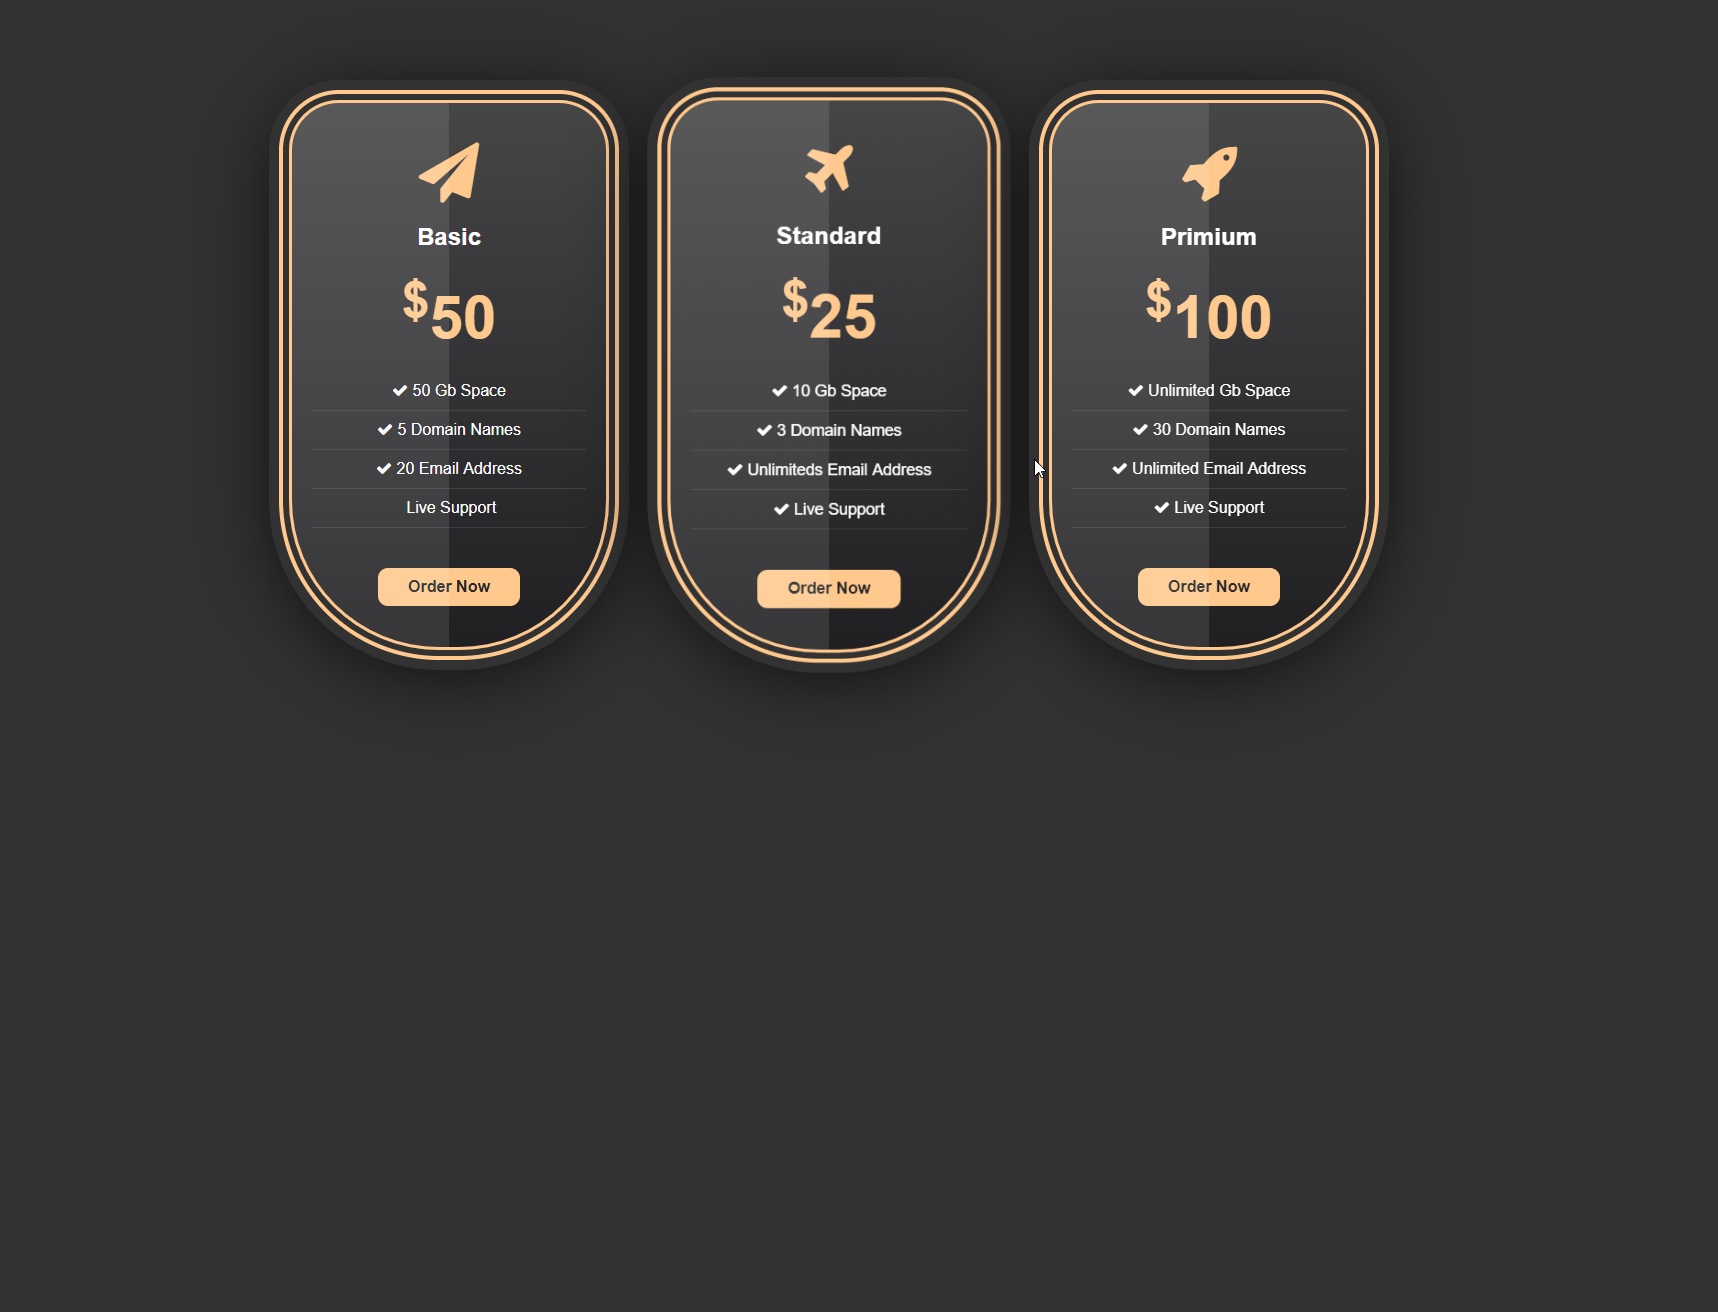 Basic
$50
50 Gb Space
5 Domain Names
20 Email Address
Live Support
Order Now
Standard
$25
10 Gb Space
3 Domain Names
Unlimiteds Email Address
Live Support
Order Now
Primium
$100
Unlimited Gb Space
30 Domain Names
Unlimited Email Address
Live Support
Order Now